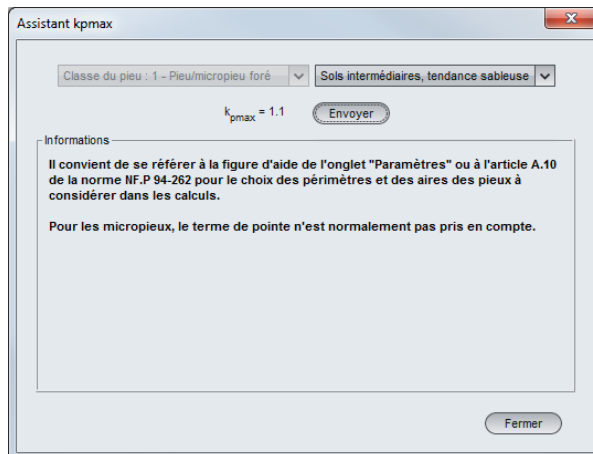 Assistant kpmax
Classe du pieu : 1 - Pieu/micropieu foré
Sols intermédiaires, tendance sableuse
kpmax = 1.1
Envoyer
Informations
Il convient de se référer à la figure d'aide de l'onglet "Paramètres" ou à l'article A.10
de la norme NF.P 94-262 pour le choix des périmètres et des aires des pieux à
considérer dans les calculs.
Pour les micropieux, le terme de pointe n'est normalement pas pris en compte.
Fermer